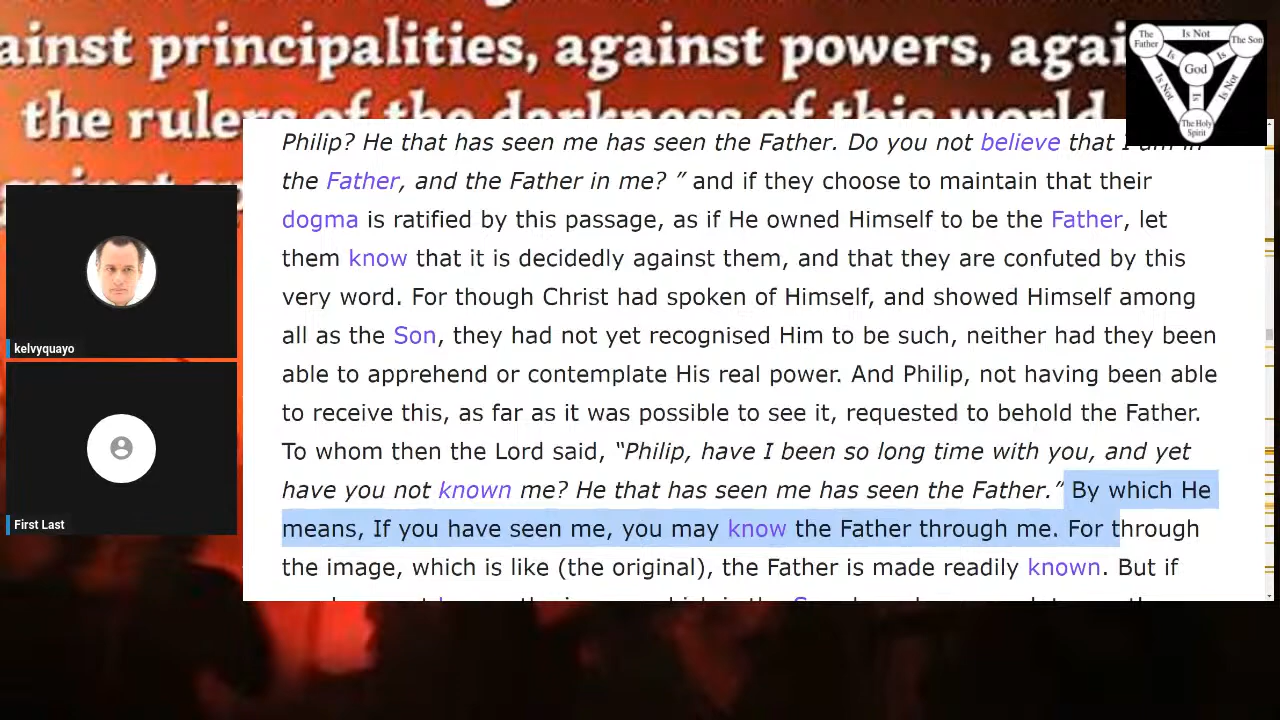 ainst principalities, against powers, agai
the rulers of the darkness of this world
Philip? He that has seen me has seen the Father. Do you not believe that I am in
the Father, and the Father in me? ” and if they choose to maintain that their
dogma is ratified by this passage, as if He owned Himself to be the Father, let
them know that it is decidedly against them, and that they are confuted by this
very word. For though Christ had spoken of Himself, and showed Himself among
all as the Son, they had not yet recognised Him to be such, neither had they been
able to apprehend or contemplate His real power. And Philip, not having been able
to receive this, as far as it was possible to see it, requested to behold the Father.
To whom then the Lord said, “Philip, have I been so long time with you, and yet
have you not known me? He that has seen me has seen the Father.” By which He
means, If you have seen me, you may know the Father through me. For through
the image, which is like (the original), the Father is made readily known. But if
kelvyquayo
First Last
The Father
Is Not
The Son
Is
Is
God
Is Not
Is
Is Not
The Holy
Spirit